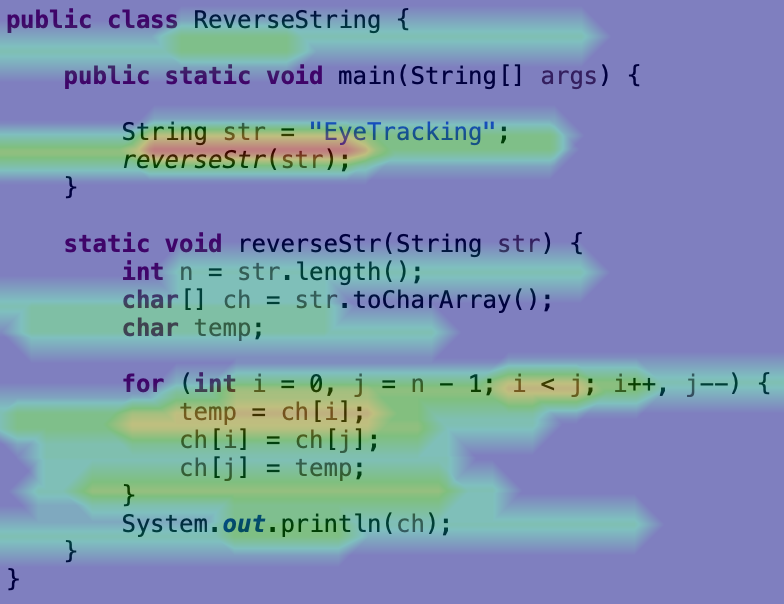 public class ReverseString {
public static void main(String[] args) {
String str = "EyeTracking";
reverseStr(str);
}
static void reverseStr(String str) {
int n = str.length();
char[] ch = str.toCharArray();
char temp;
for (int i = 0, j = n - 1; i < j; i++, j--) {
temp = ch[i];
ch[i] = ch[j];
ch[j] = temp;
}
System.out.println(ch);
}
}